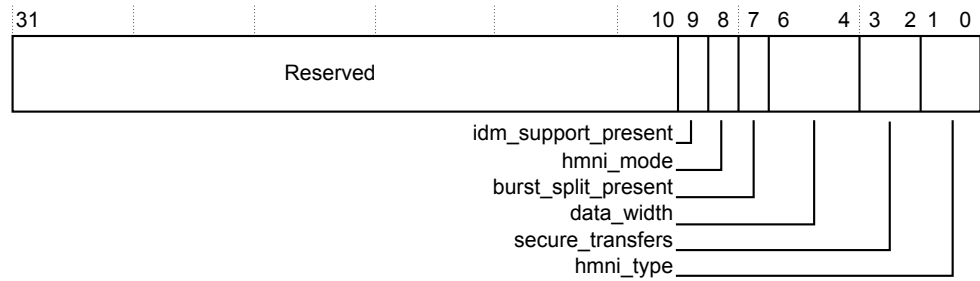 31 10 9 8 7 6 4 3 2 1 0
Reserved
idm_support_present
hmni_mode
burst_split_present
data_width
secure_transfers
hmni_type